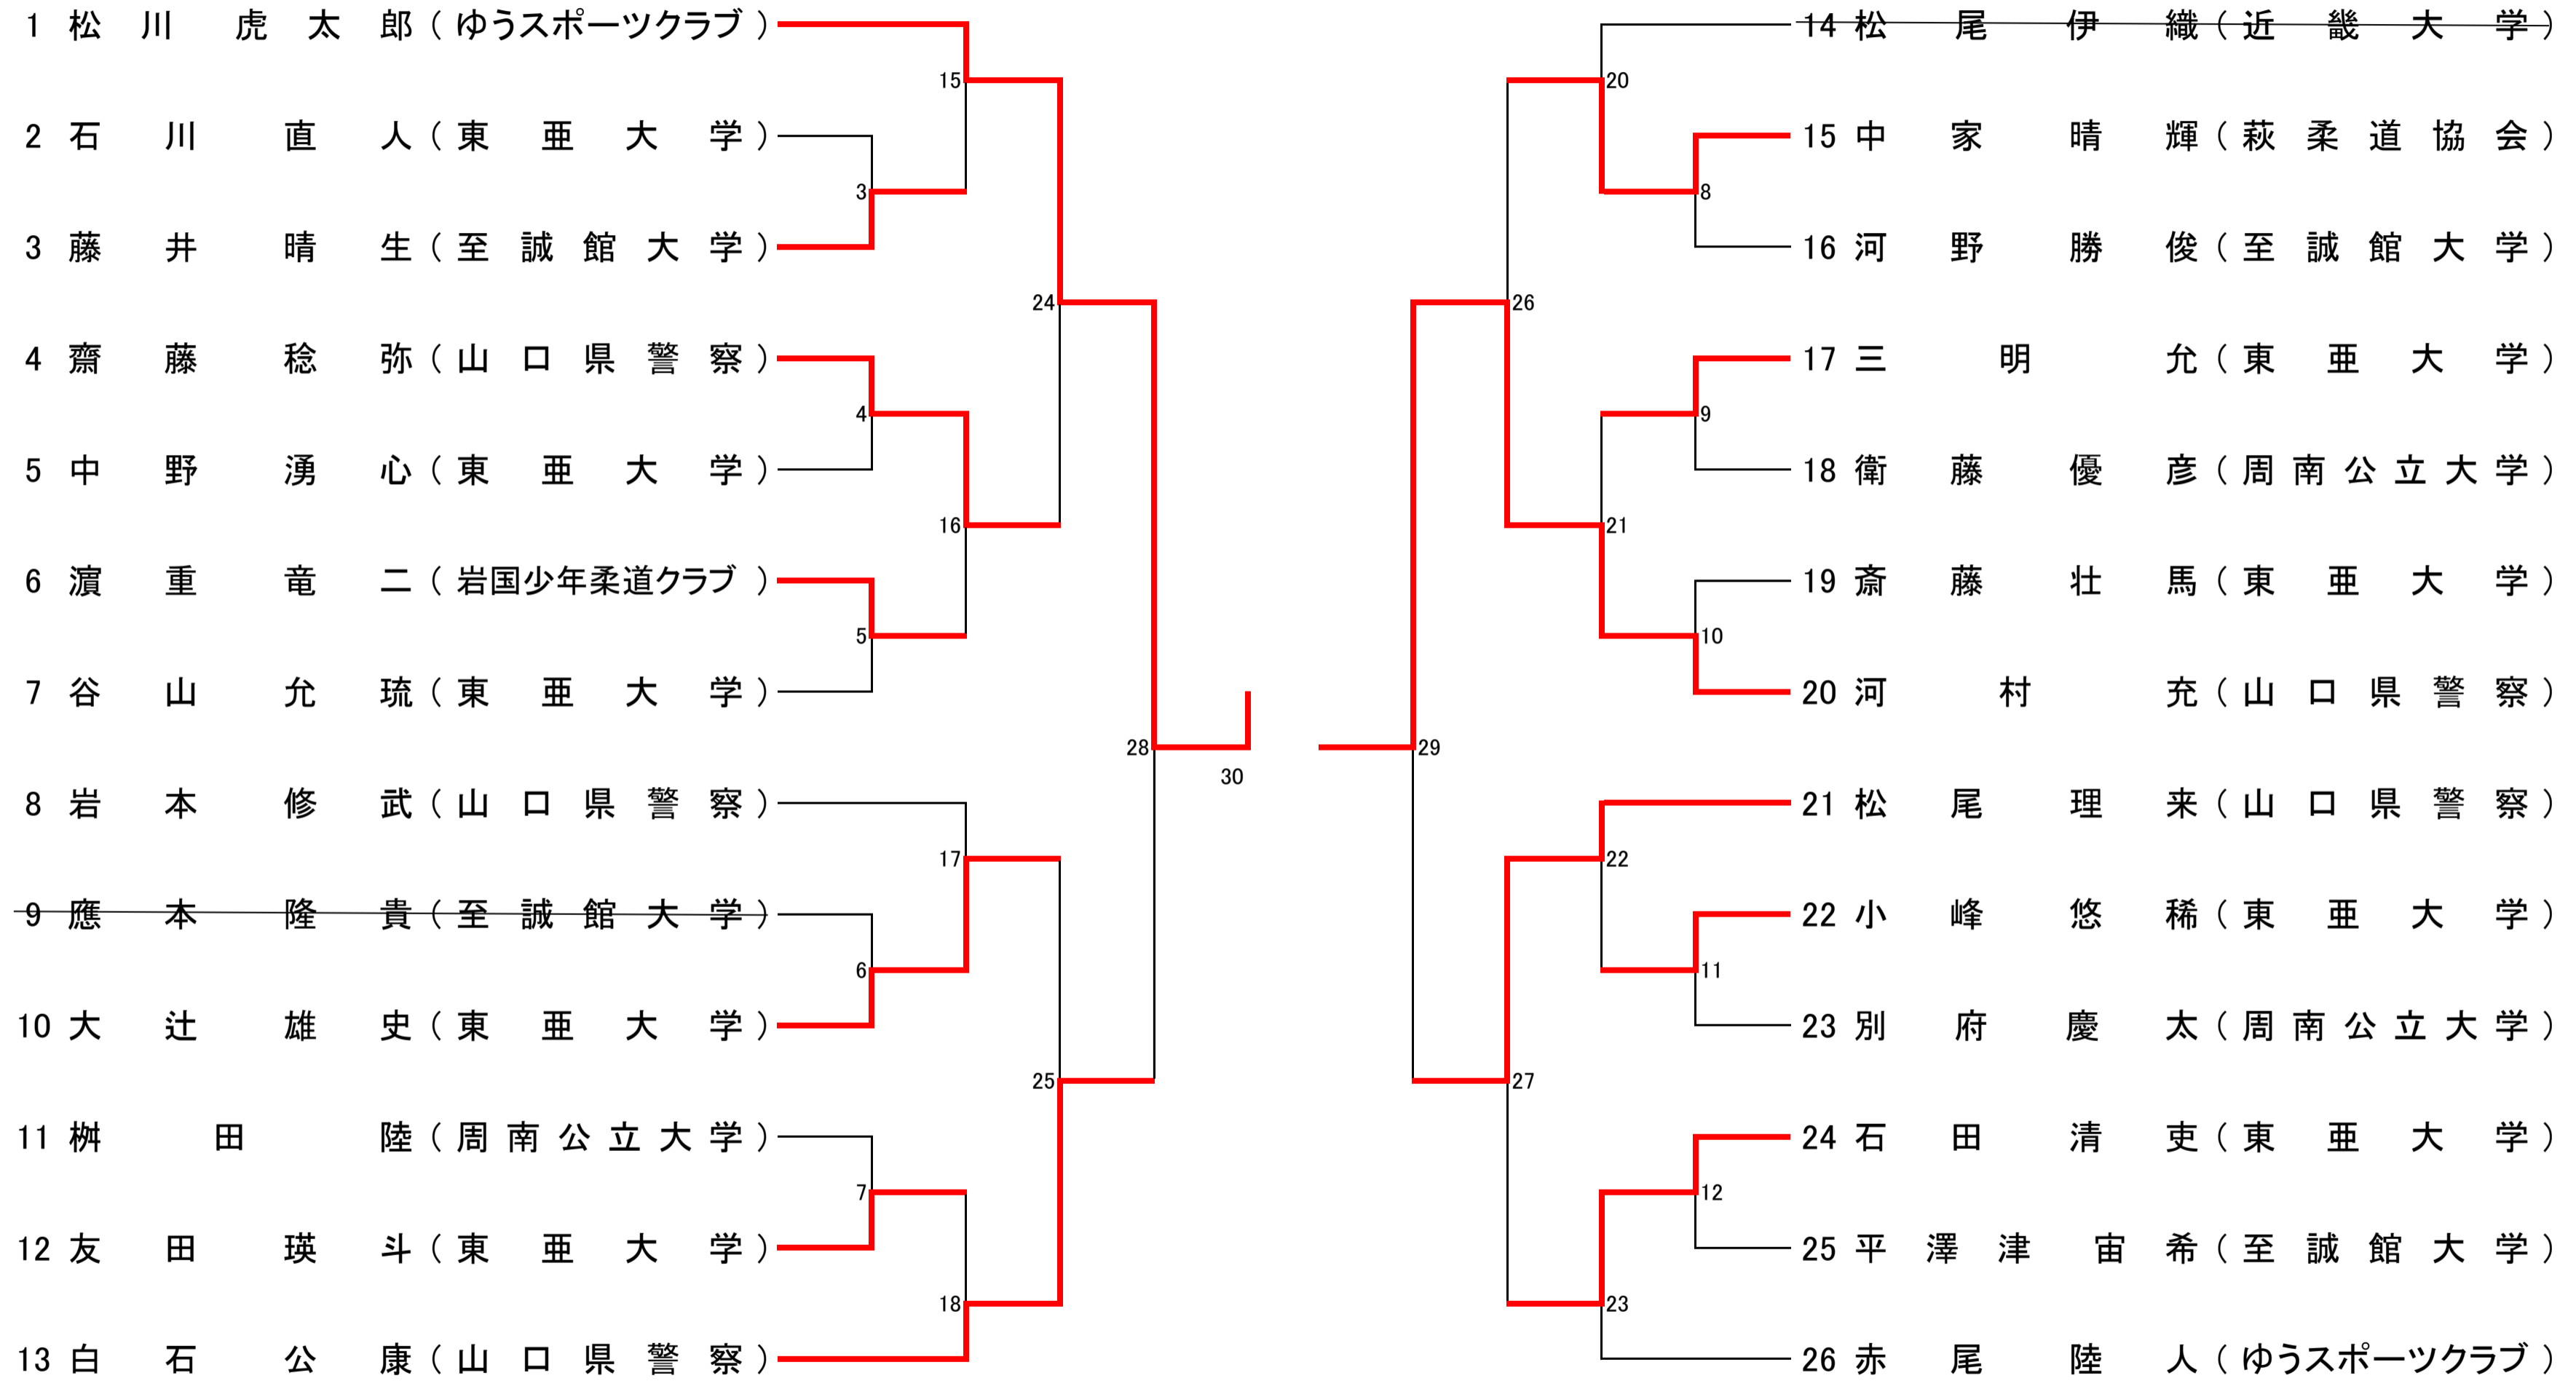 1 松川虎太郎(ゆうスポーツクラブ)
2 石川直人(東亜大学)
3 藤井晴生(至誠館大学)
4 齋藤稔弥(山口県警察)
5 中野湧心(東亜大学)
6 濵重竜二(岩国少年柔道クラブ)
7 谷山允琉(東亜大学)
8 岩本修武(山口県警察)
9 應本隆貴(至誠館大学)
10 大辻雄史(東亜大学)
11 桝田陸(周南公立大学)
12 友田瑛斗(東亜大学)
13 白石公康(山口県警察)
15
3
24
4
16
5
28
30
17
6
25
7
18
14 松尾伊織(近畿大学)
15 中家晴輝(萩柔道協会)
16 河野勝俊(至誠館大学)
17 三明允(東亜大学)
18 衛藤優彦(周南公立大学)
19 斎藤壮馬(東亜大学)
20 河村充(山口県警察)
21 松尾理来(山口県警察)
22 小峰悠稀(東亜大学)
23 別府慶太(周南公立大学)
24 石田清吏(東亜大学)
25 平澤津宙希(至誠館大学)
26 赤尾陸人(ゆうスポーツクラブ)
20
8
26
9
21
10
29
22
11
27
12
23